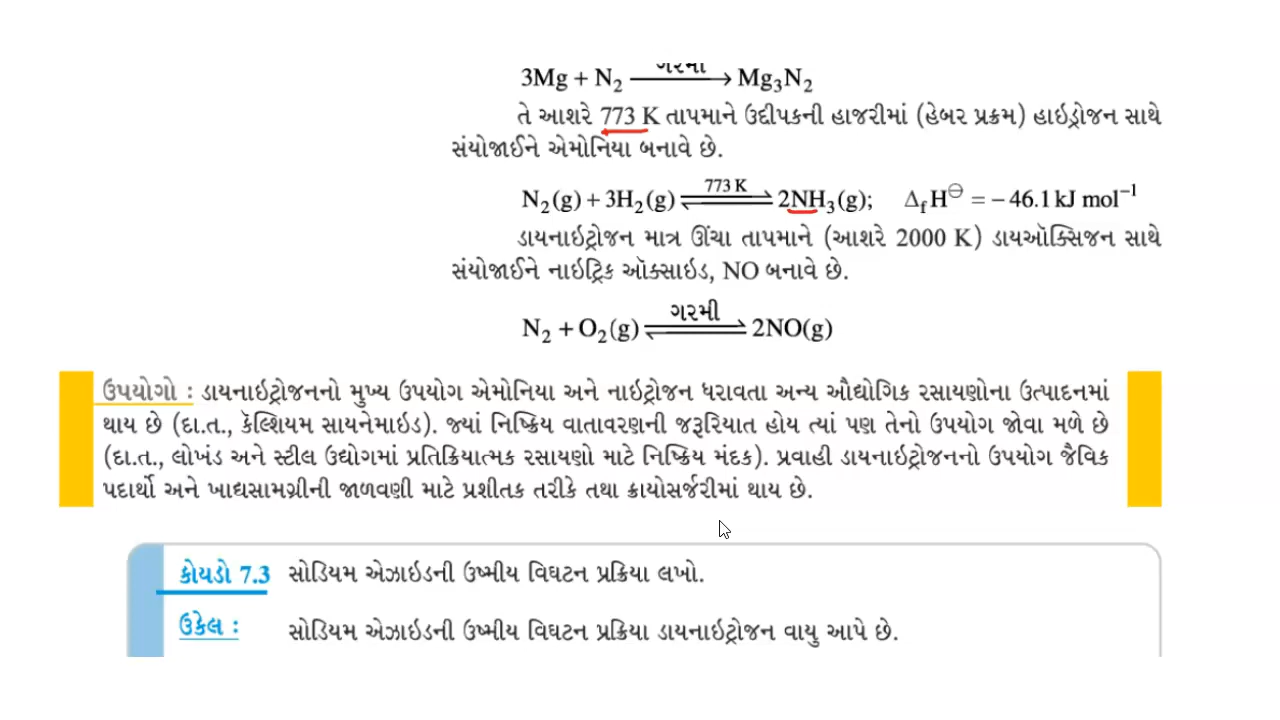 3Mg + N₂ —ગરમી→ Mg₃N₂
તે આશરે 773 K તાપમાને ઉદ્દીપકની હાજરીમાં (હેબર પ્રક્રમ) હાઇડ્રોજન સાથે
સંયોજાઈને એમોનિયા બનાવે છે.
N₂(g) + 3H₂(g) ⇌ 773 K 2NH₃(g); Δ_f H^⊖ = – 46.1 kJ mol⁻¹
ડાયનાઇટ્રોજન માત્ર ઊંચા તાપમાને (આશરે 2000 K) ડાયઑક્સિજન સાથે
સંયોજાઈને નાઇટ્રિક ઑક્સાઇડ, NO બનાવે છે.
N₂ + O₂(g) ⇌ ગરમી 2NO(g)
ઉપયોગો : ડાયનાઇટ્રોજનનો મુખ્ય ઉપયોગ એમોનિયા અને નાઇટ્રોજન ધરાવતા અન્ય ઔદ્યોગિક રસાયણોના ઉત્પાદનમાં
થાય છે (દા.ત., કૅલ્શિયમ સાયનેમાઇડ). જ્યાં નિષ્ક્રિય વાતાવરણની જરૂરિયાત હોય ત્યાં પણ તેનો ઉપયોગ જોવા મળે છે
(દા.ત., લોખંડ અને સ્ટીલ ઉદ્યોગમાં પ્રતિક્રિયાત્મક રસાયણો માટે નિષ્ક્રિય મંદક). પ્રવાહી ડાયનાઇટ્રોજનનો ઉપયોગ જૈવિક
પદાર્થો અને ખાદ્યસામગ્રીની જાળવણી માટે પ્રશીતક તરીકે તથા ક્રાયોસર્જરીમાં થાય છે.
કોયડો 7.3 સોડિયમ એઝાઇડની ઉષ્મીય વિઘટન પ્રક્રિયા લખો.
ઉકેલ : સોડિયમ એઝાઇડની ઉષ્મીય વિઘટન પ્રક્રિયા ડાયનાઇટ્રોજન વાયુ આપે છે.